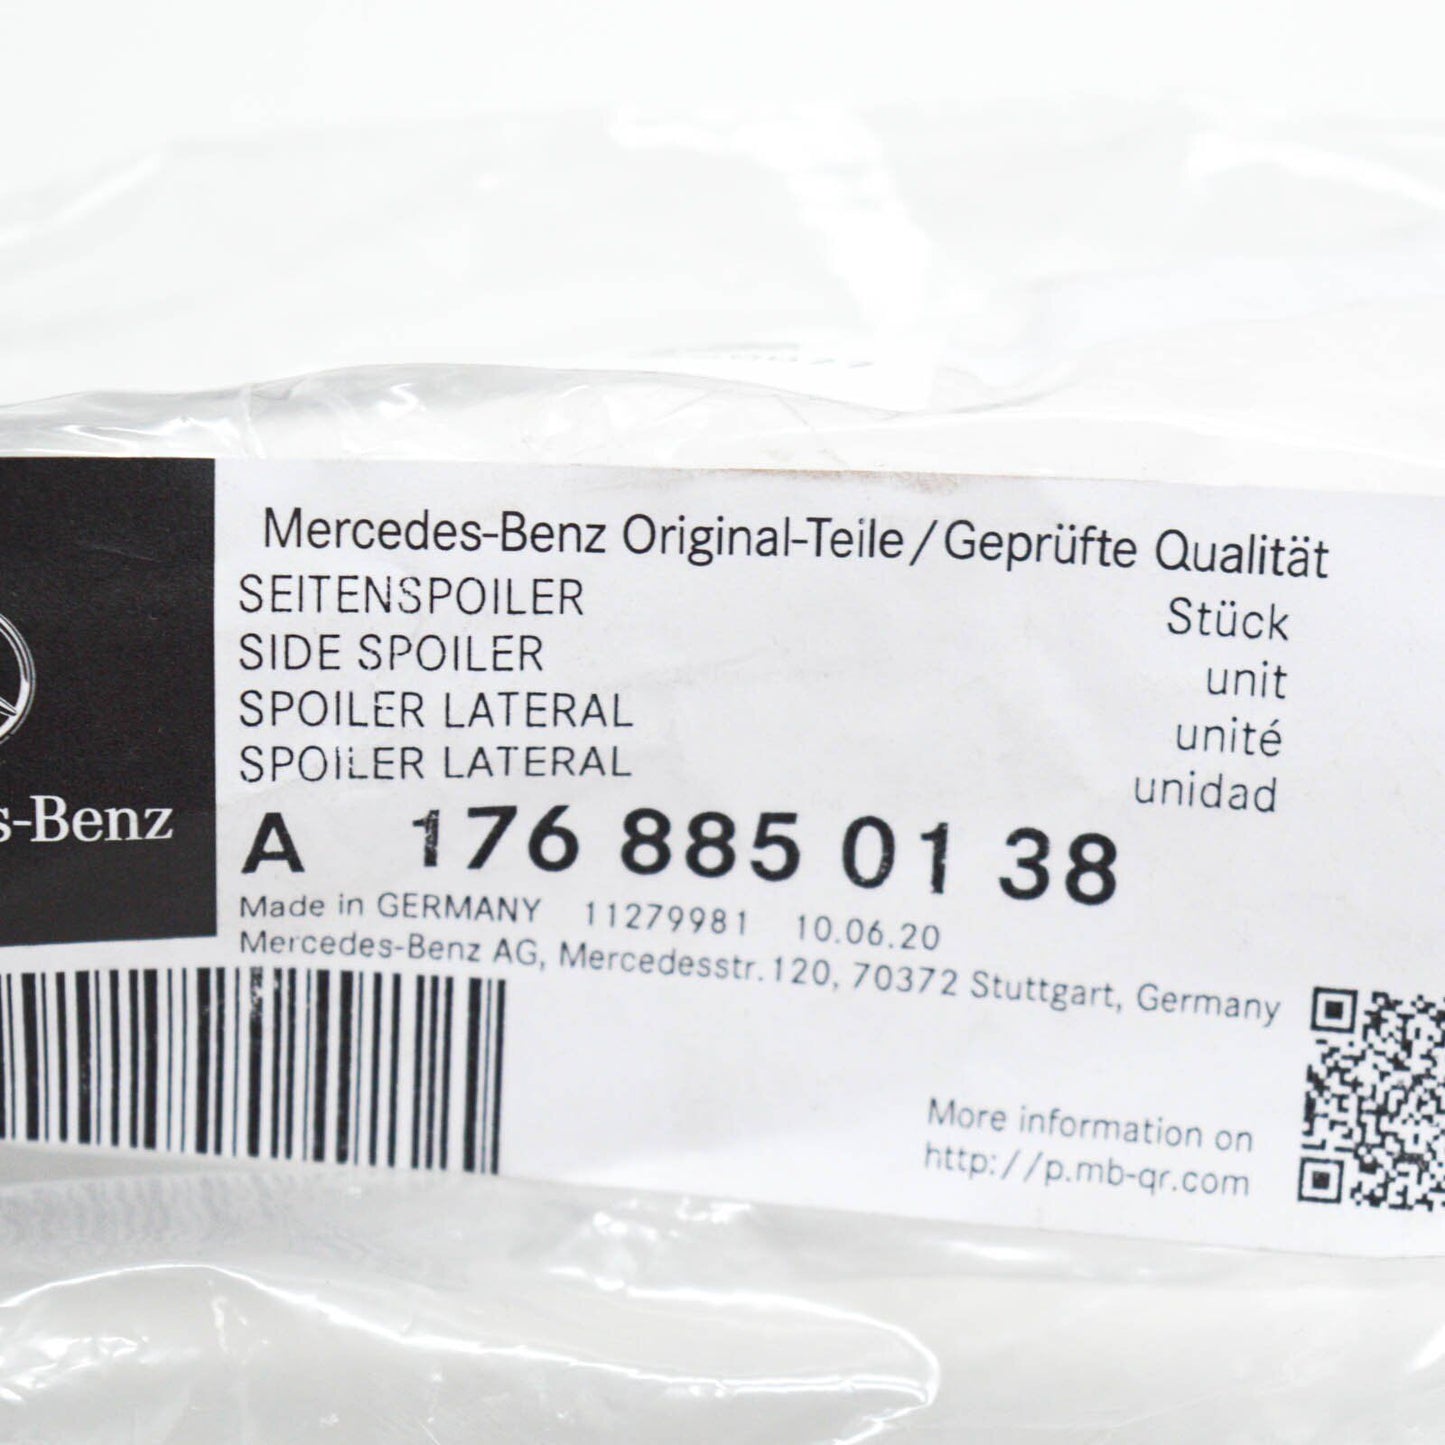 Mercedes-Benz Original-Teile/Geprüfte Qualität
SEITENSPOILER Stück
SIDE SPOILER unit
SPOILER LATERAL unité
SPOILER LATERAL unidad
s-Benz
A 176 885 01 38
Made in GERMANY 11279981 10.06.20
Mercedes-Benz AG, Mercedesstr. 120, 70372 Stuttgart, Germany
More information on
http://p.mb-qr.com